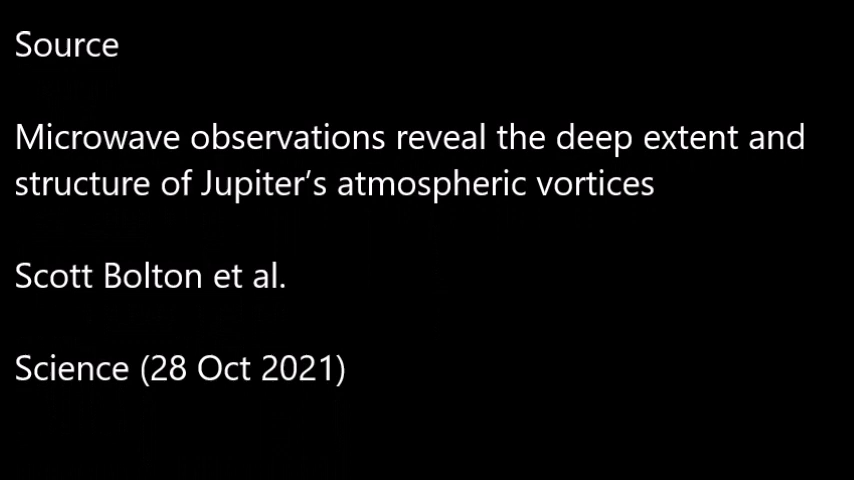 Source
Microwave observations reveal the deep extent and
structure of Jupiter’s atmospheric vortices
Scott Bolton et al.
Science (28 Oct 2021)